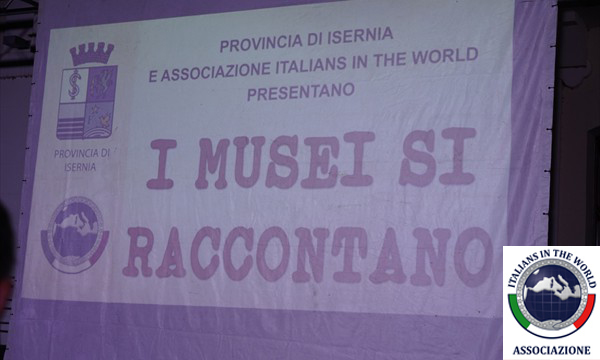 PROVINCIA DI ISERNIA
E ASSOCIAZIONE ITALIANS IN THE WORLD
PRESENTANO
I MUSEI SI
RACCONTANO
PROVINCIA DI
ISERNIA
ITALIANS IN THE WORLD
ASSOCIAZIONE